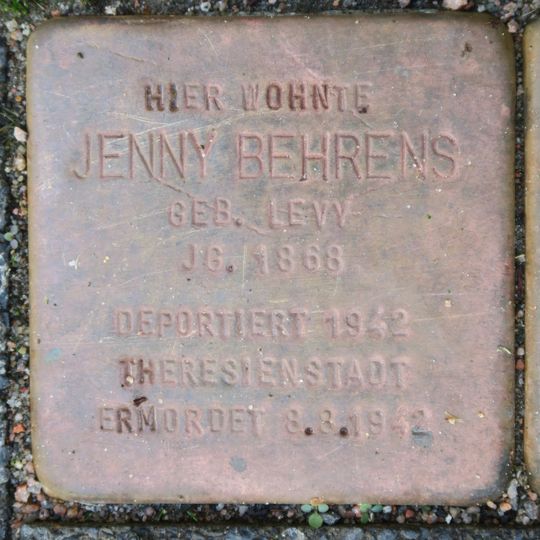 HIER WOHNTE
JENNY BEHRENS
GEB. LEVY
JG. 1868
DEPORTIERT 1942
THERESIENSTADT
ERMORDET 8.8.1942